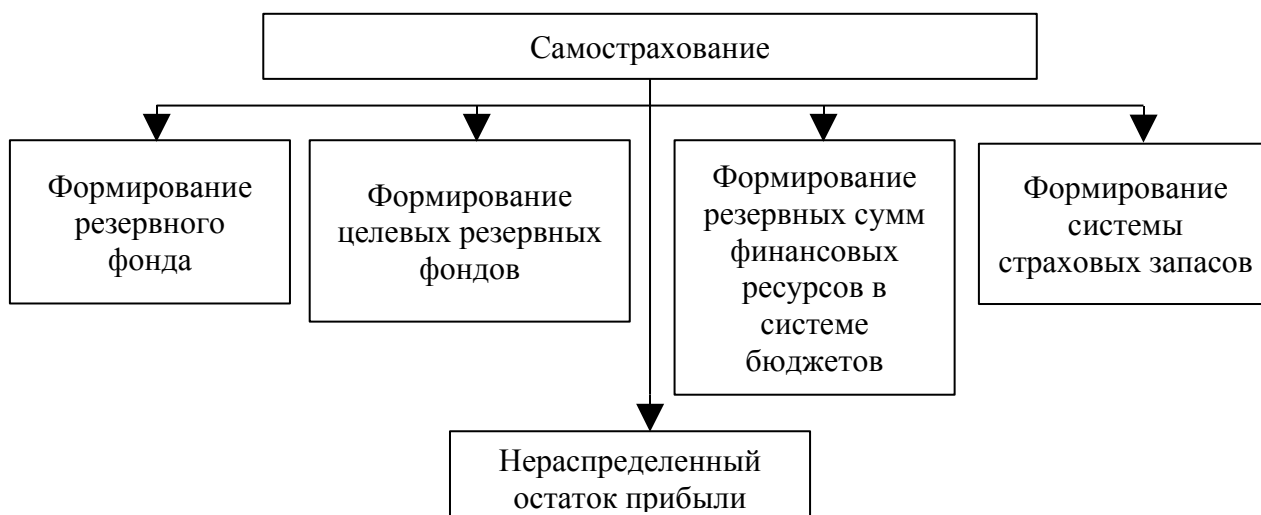 Самострахование
Формирование
резервного
фонда
Формирование
целевых резервных
фондов
Формирование
резервных сумм
финансовых
ресурсов в
системе
бюджетов
Формирование
системы
страховых запасов
Нераспределенный
остаток прибыли